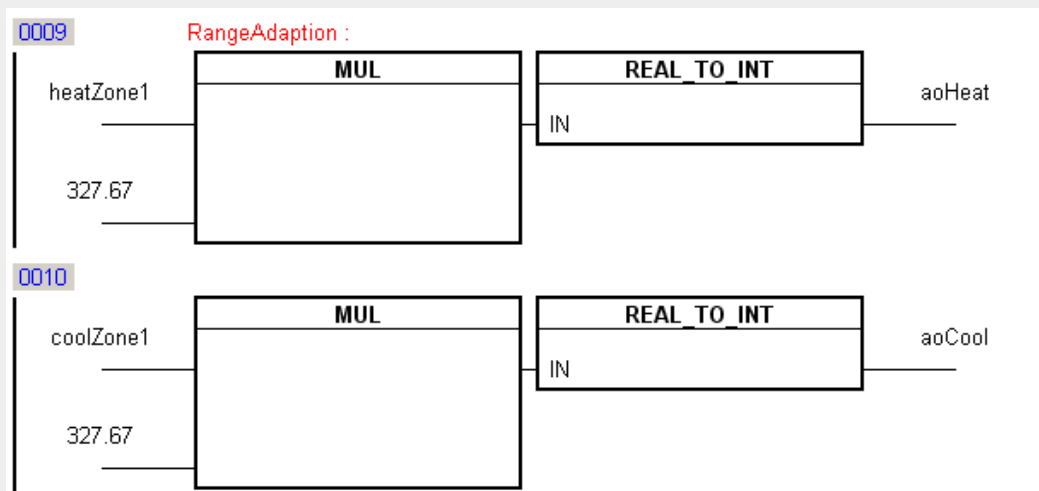 0009
RangeAdaption :
MUL REAL_TO_INT
heatZone1 aoHeat
IN
327.67
0010
MUL REAL_TO_INT
coolZone1 aoCool
IN
327.67